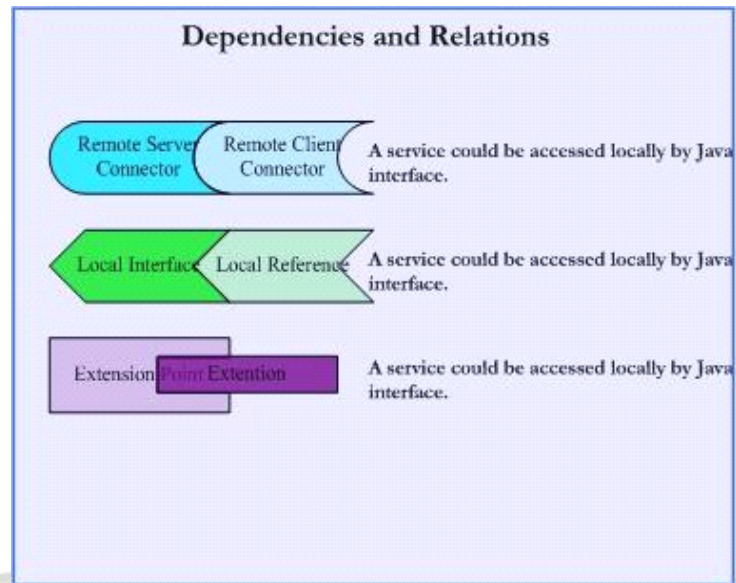 Dependencies and Relations
Remote Server
Connector
Remote Client
Connector
A service could be accessed locally by Java
interface.
Local Interface
Local Reference
A service could be accessed locally by Java
interface.
Extension Point
Extention
A service could be accessed locally by Java
interface.